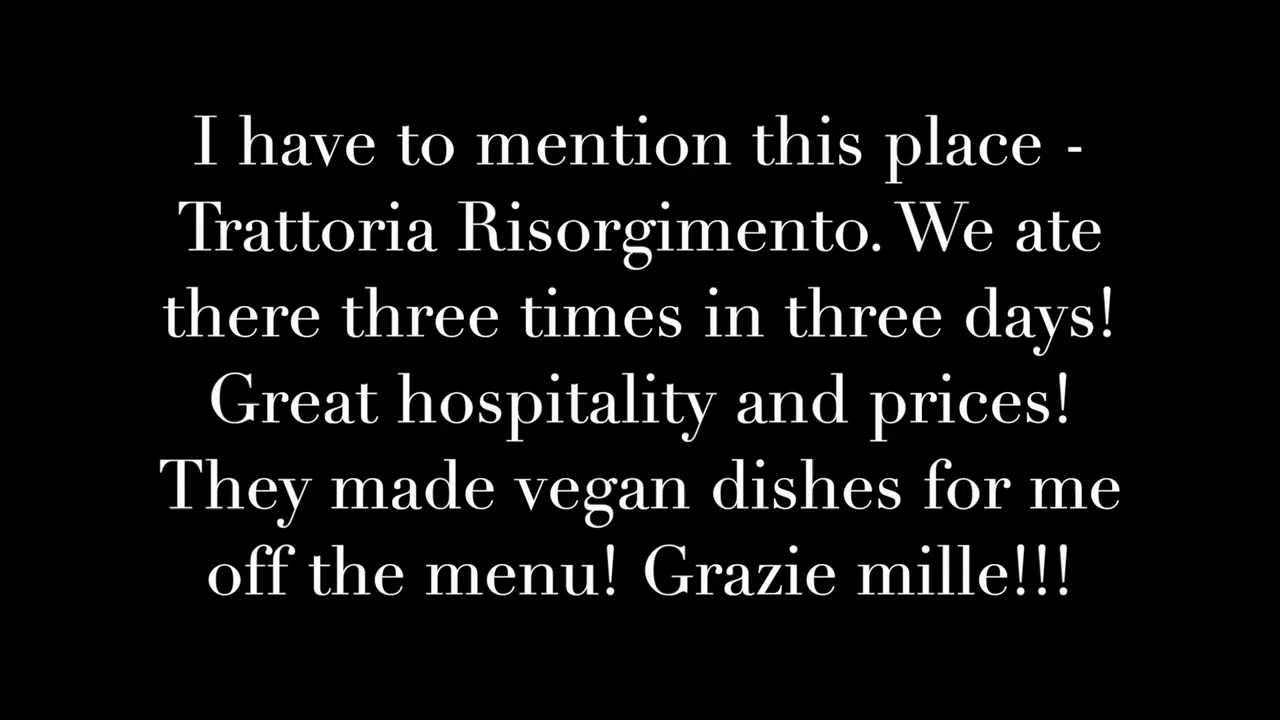 I have to mention this place -
Trattoria Risorgimento. We ate
there three times in three days!
Great hospitality and prices!
They made vegan dishes for me
off the menu! Grazie mille!!!